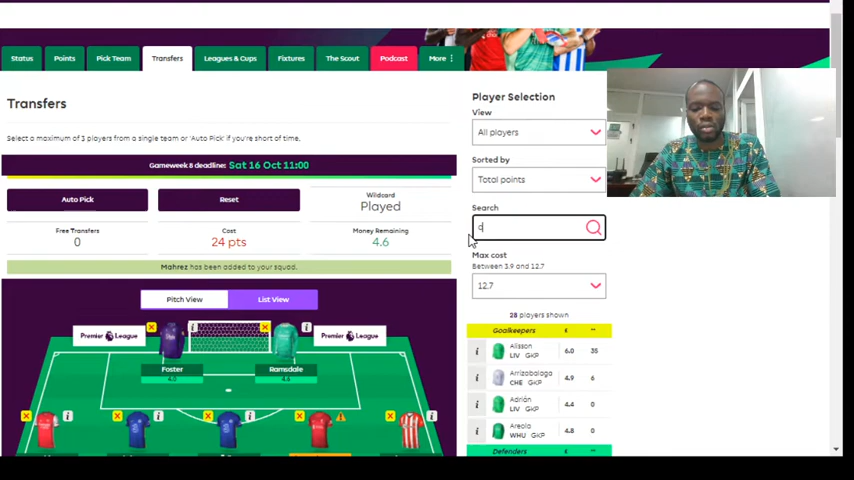 Status Points Pick Team Transfers Leagues & Cups Fixtures The Scout Podcast More
Transfers
Select a maximum of 3 players from a single team or 'Auto Pick' if you're short of time.
Gameweek 8 deadline: Sat 16 Oct 11:00
Auto Pick Reset Wildcard
Played
Free Transfers Cost Money Remaining
0 24 pts 4.6
Mahrez has been added to your squad.
Pitch View List View
Premier League Premier League
Foster Ramsdale
4.0 4.6
Player Selection
View
All players
Sorted by
Total points
Search
Max cost
Between 3.9 and 12.7
12.7
28 players shown
Goalkeepers £ **
i Alisson 6.0 35
LIV GKP
i Arrizabalaga 4.9 6
CHE GKP
i Adrián 4.4 0
LIV GKP
i Areola 4.8 0
WHU GKP
Defenders £ **